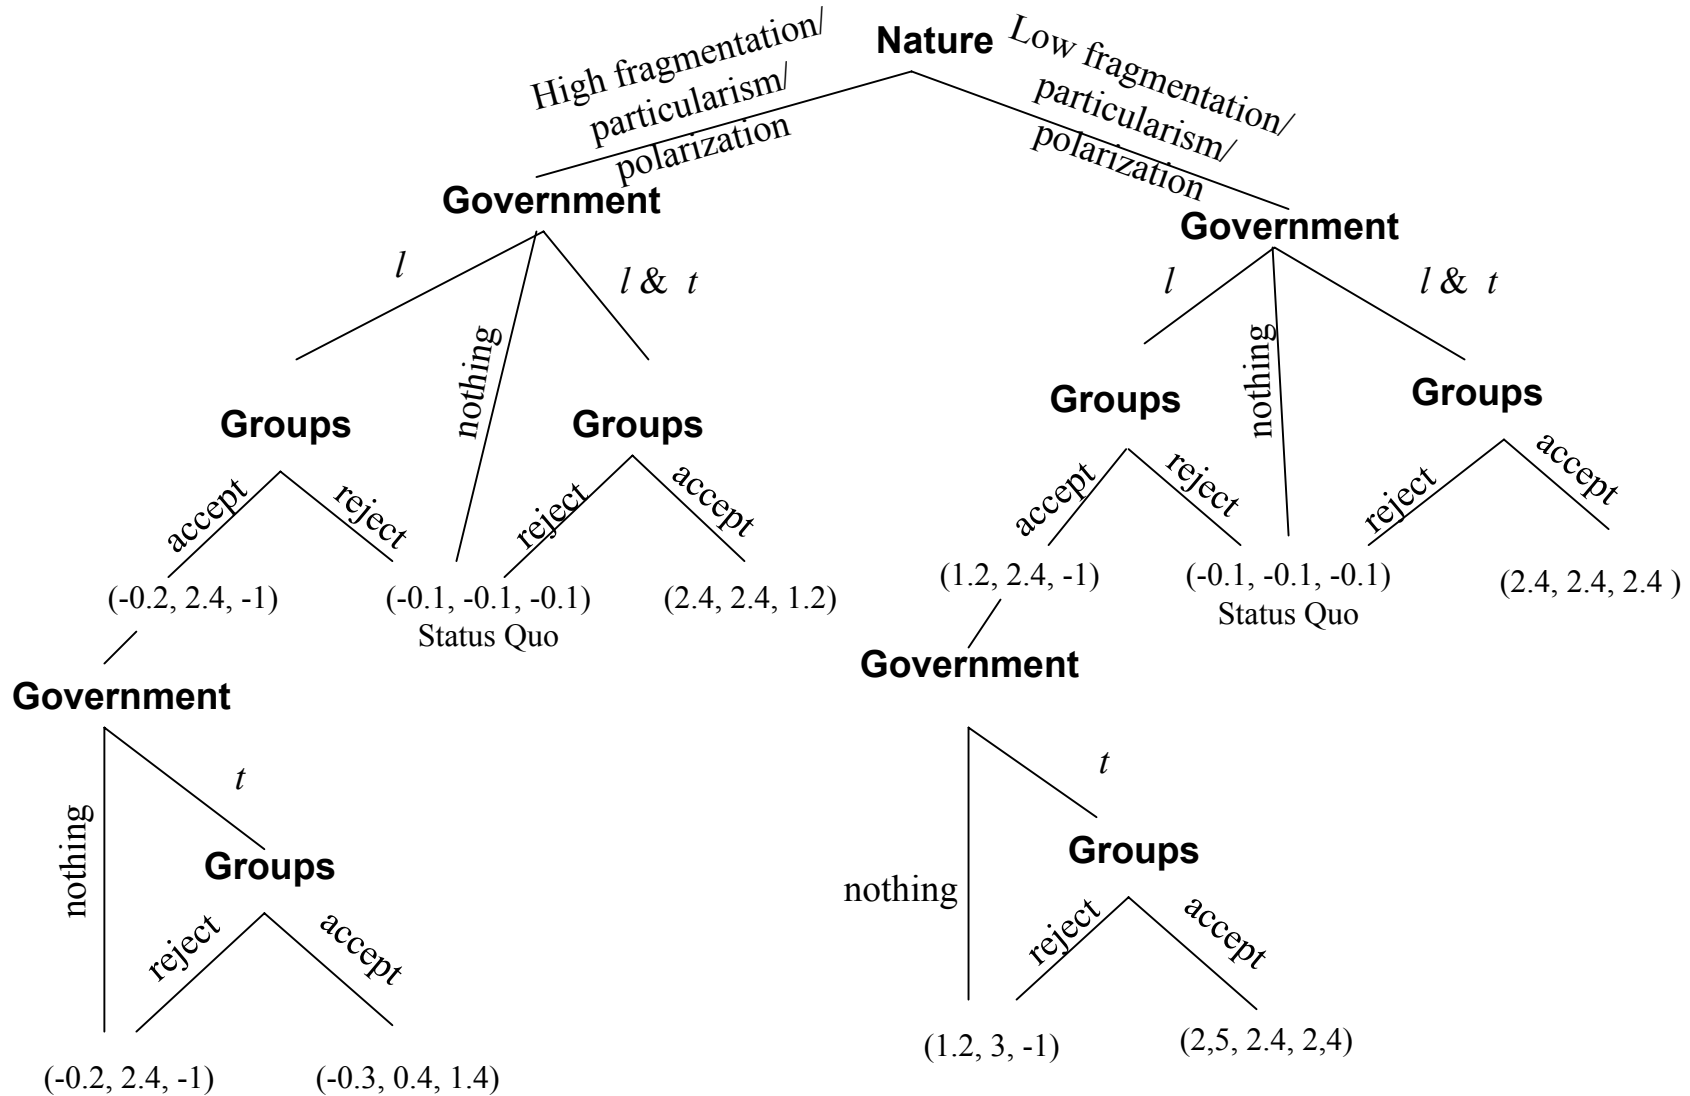 Nature
High fragmentation/
particularism/
polarization
Low fragmentation/
particularism/
polarization
Government
Government
l
nothing
l & t
l
nothing
l & t
Groups
Groups
Groups
Groups
accept
reject
reject
accept
accept
reject
reject
accept
(-0.2, 2.4, -1)
(-0.1, -0.1, -0.1)
Status Quo
(2.4, 2.4, 1.2)
(1.2, 2.4, -1)
(-0.1, -0.1, -0.1)
Status Quo
(2.4, 2.4, 2.4 )
Government
Government
nothing
t
nothing
t
Groups
Groups
reject
accept
reject
accept
(-0.2, 2.4, -1)
(-0.3, 0.4, 1.4)
(1.2, 3, -1)
(2,5, 2.4, 2,4)